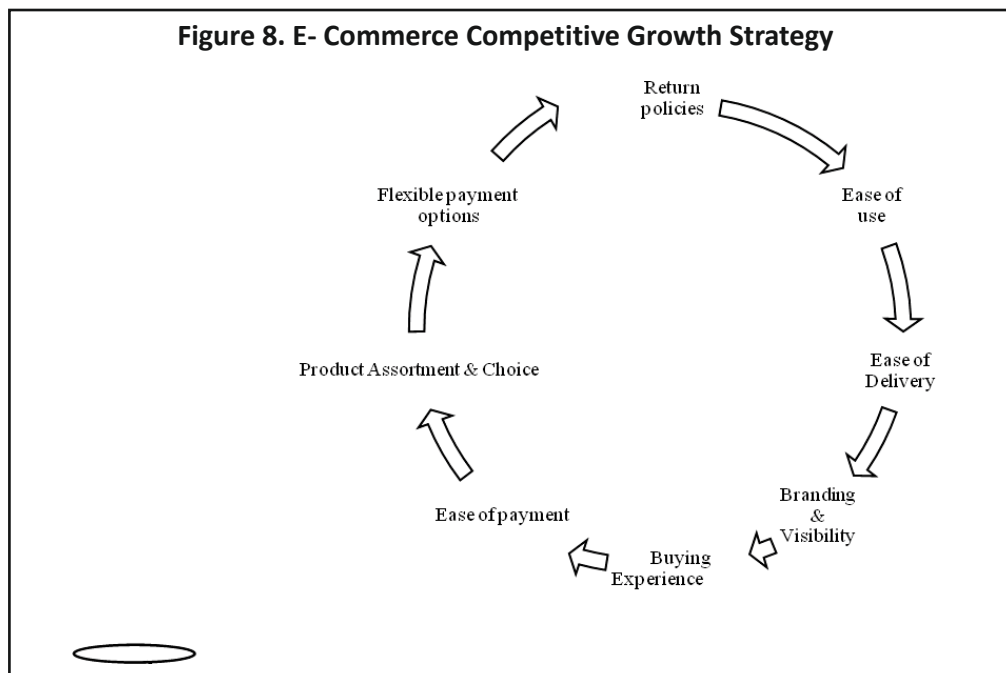 Figure 8. E- Commerce Competitive Growth Strategy
Return
policies
Ease of
use
Ease of
Delivery
Branding
&
Visibility
Buying
Experience
Ease of payment
Product Assortment & Choice
Flexible payment
options